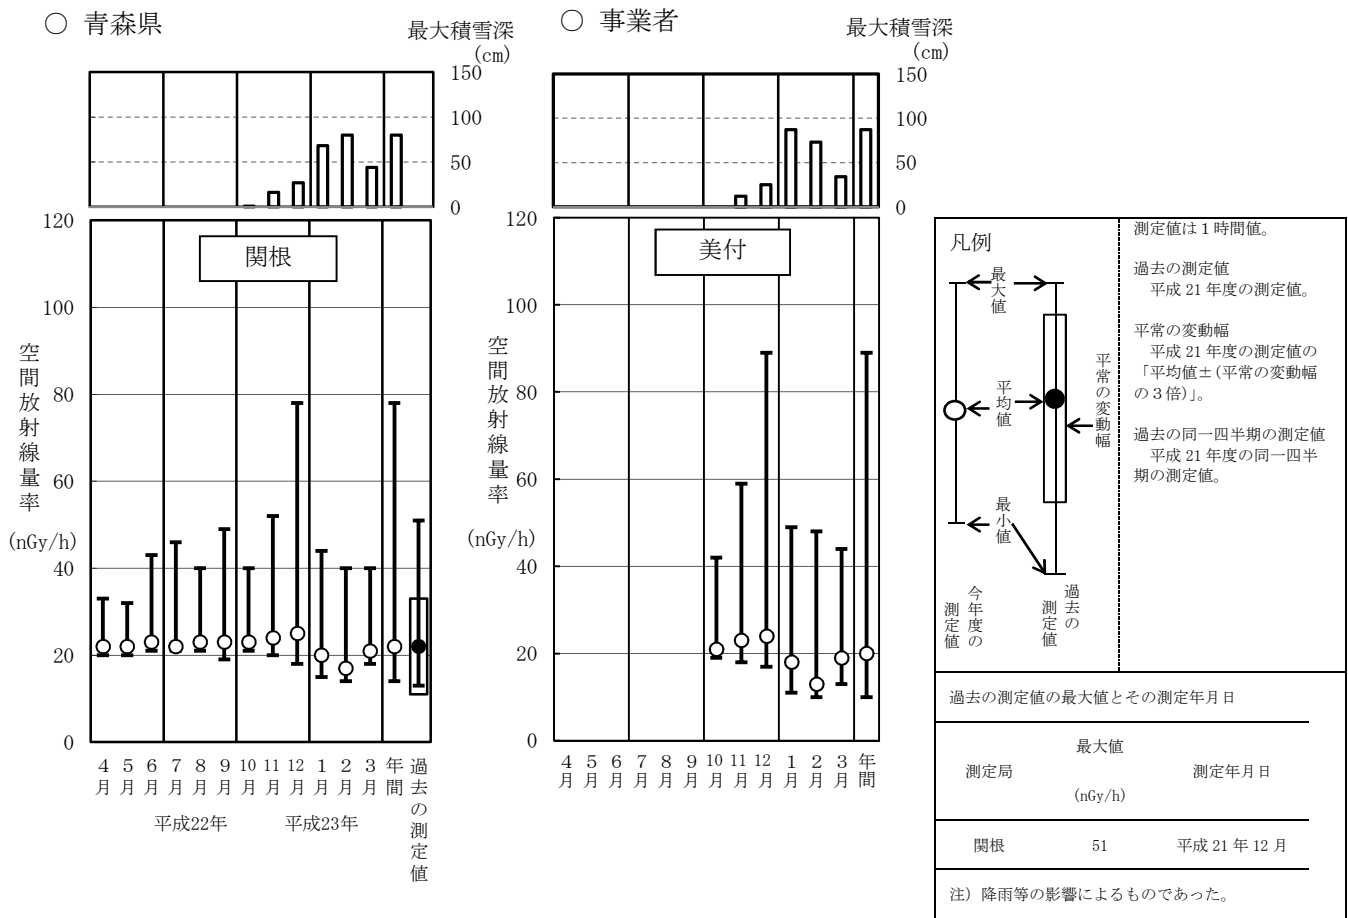 ○ 青森県
最大積雪深
(cm)
150
100
50
0
120
100
80
60
40
20
0
関根
空間放射線量率
(nGy/h)
4月
5月
6月
7月
8月
9月
10月
11月
12月
1月
2月
3月
年間
過去の測定値
平成22年
平成23年
○ 事業者
最大積雪深
(cm)
150
100
50
0
120
100
80
60
40
20
0
美付
空間放射線量率
(nGy/h)
4月
5月
6月
7月
8月
9月
10月
11月
12月
1月
2月
3月
年間
凡例
最大値
平均値
最小値
平常の変動幅
今年度の
測定値
過去の
測定値
測定値は1時間値。
過去の測定値
平成 21 年度の測定値。
平常の変動幅
平成 21 年度の測定値の
「平均値±(平常の変動幅
の3倍)」。
過去の同一四半期の測定値
平成 21 年度の同一四半
期の測定値。
過去の測定値の最大値とその測定年月日
測定局
最大値
(nGy/h)
測定年月日
関根 51 平成 21 年 12 月
注) 降雨等の影響によるものであった。